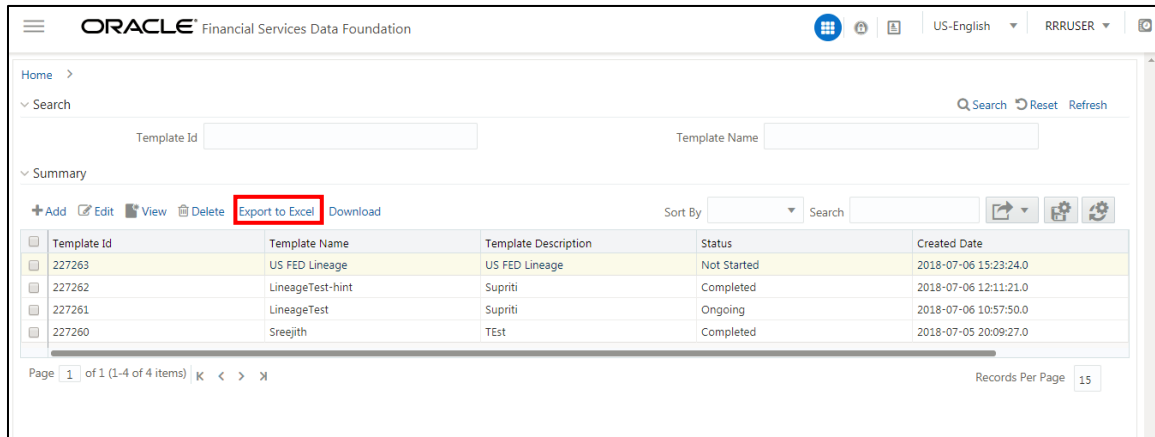 ORACLE® Financial Services Data Foundation US-English RRRUSER
Home >
Search Search Reset Refresh
Template Id Template Name
Summary
Add Edit View Delete Export to Excel Download Sort By Search
Template Id Template Name Template Description Status Created Date
227263 US FED Lineage US FED Lineage Not Started 2018-07-06 15:23:24.0
227262 LineageTest-hint Supriti Completed 2018-07-06 12:11:21.0
227261 LineageTest Supriti Ongoing 2018-07-06 10:57:50.0
227260 Sreejith TEst Completed 2018-07-05 20:09:27.0
Page 1 of 1 (1-4 of 4 items) Records Per Page 15